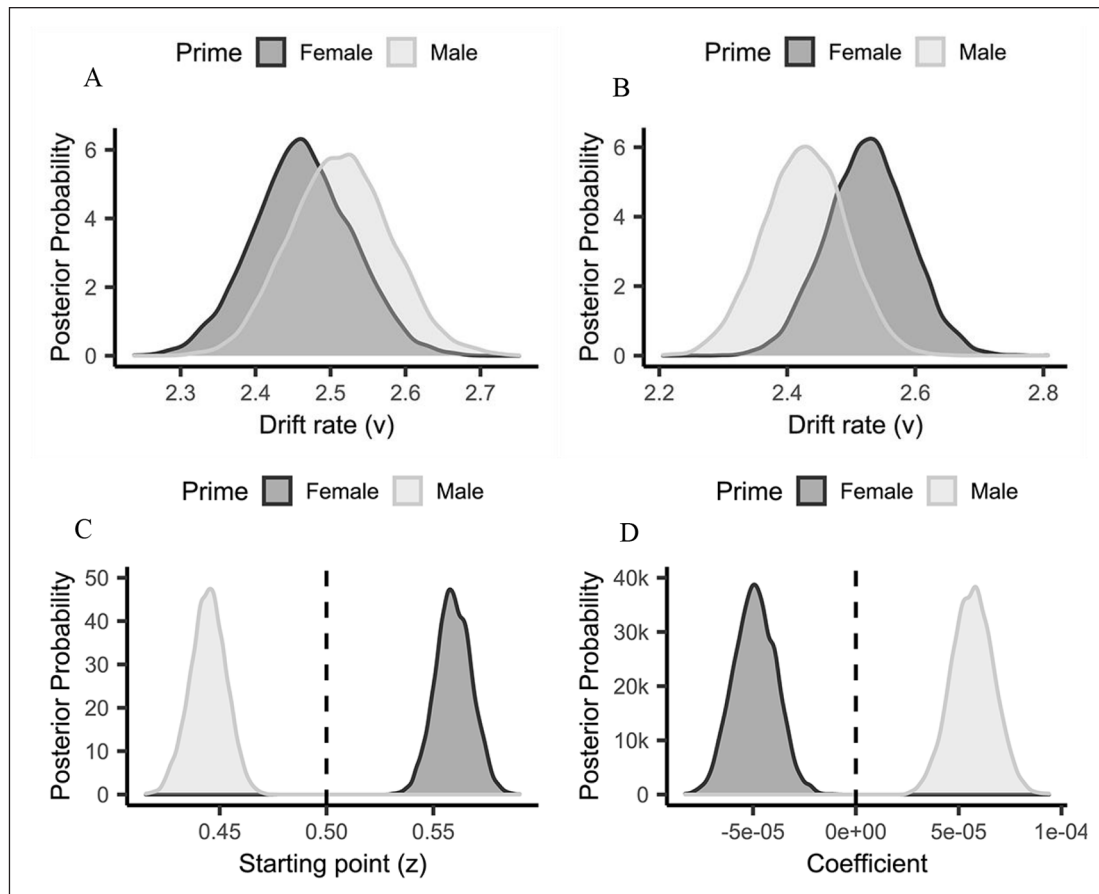 Prime Female Male
A
6
4
2
0
Posterior Probability
2.3 2.4 2.5 2.6 2.7
Drift rate (v)
Prime Female Male
B
6
4
2
0
Posterior Probability
2.2 2.4 2.6 2.8
Drift rate (v)
Prime Female Male
C
50
40
30
20
10
0
Posterior Probability
0.45 0.50 0.55
Starting point (z)
Prime Female Male
D
40k
30k
20k
10k
0
Posterior Probability
-5e-05 0e+00 5e-05 1e-04
Coefficient